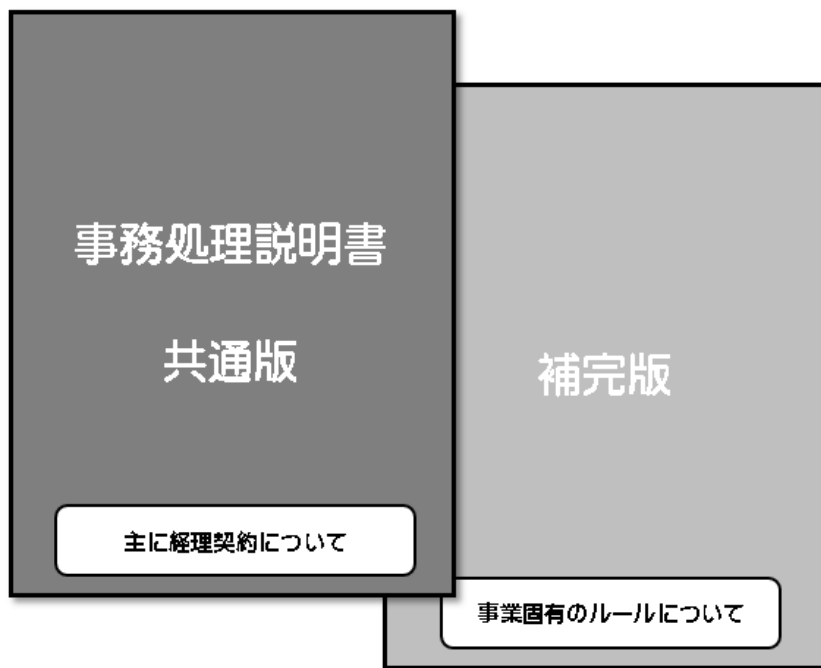 事務処理説明書
共通版
主に経理契約について
補完版
事業固有のルールについて